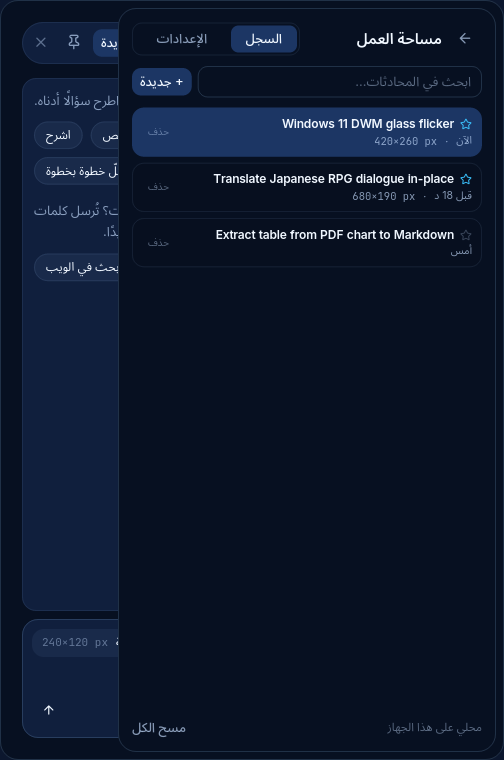 مساحة العمل
السجل
الإعدادات
ابحث في المحادثات...
+ جديدة
Windows 11 DWM glass flicker
الآن · 420×260 px
حذف
Translate Japanese RPG dialogue in-place
قبل 18 د · 680×190 px
حذف
Extract table from PDF chart to Markdown
أمس
حذف
محلي على هذا الجهاز
مسح الكل
اطرح سؤالًا أدناه.
اشرح
خطوة بخطوة
ت؟ تُرسل كلمات
بحث في الويب
240×120 px